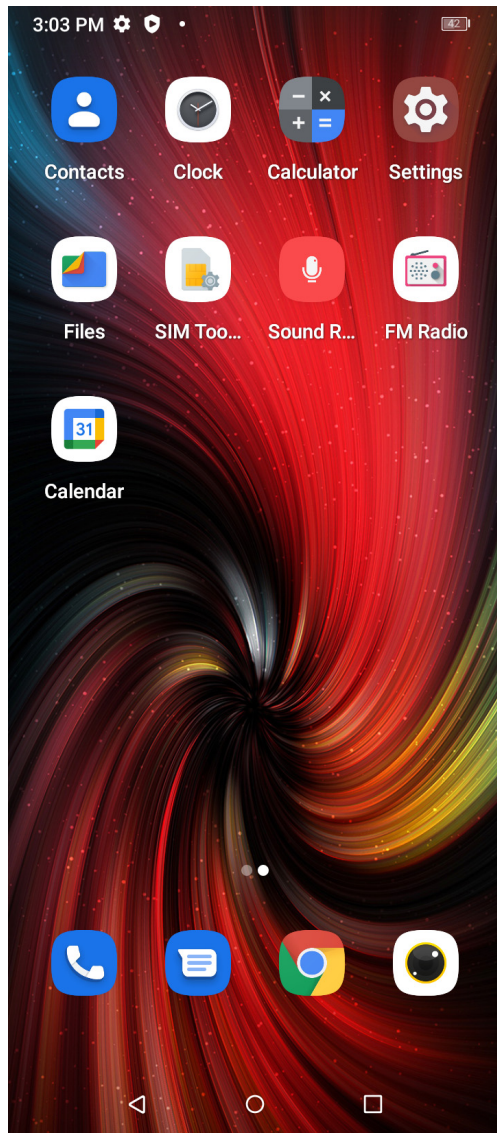 3:03 PM
42
Contacts Clock Calculator Settings
Files SIM Too... Sound R... FM Radio
31
Calendar